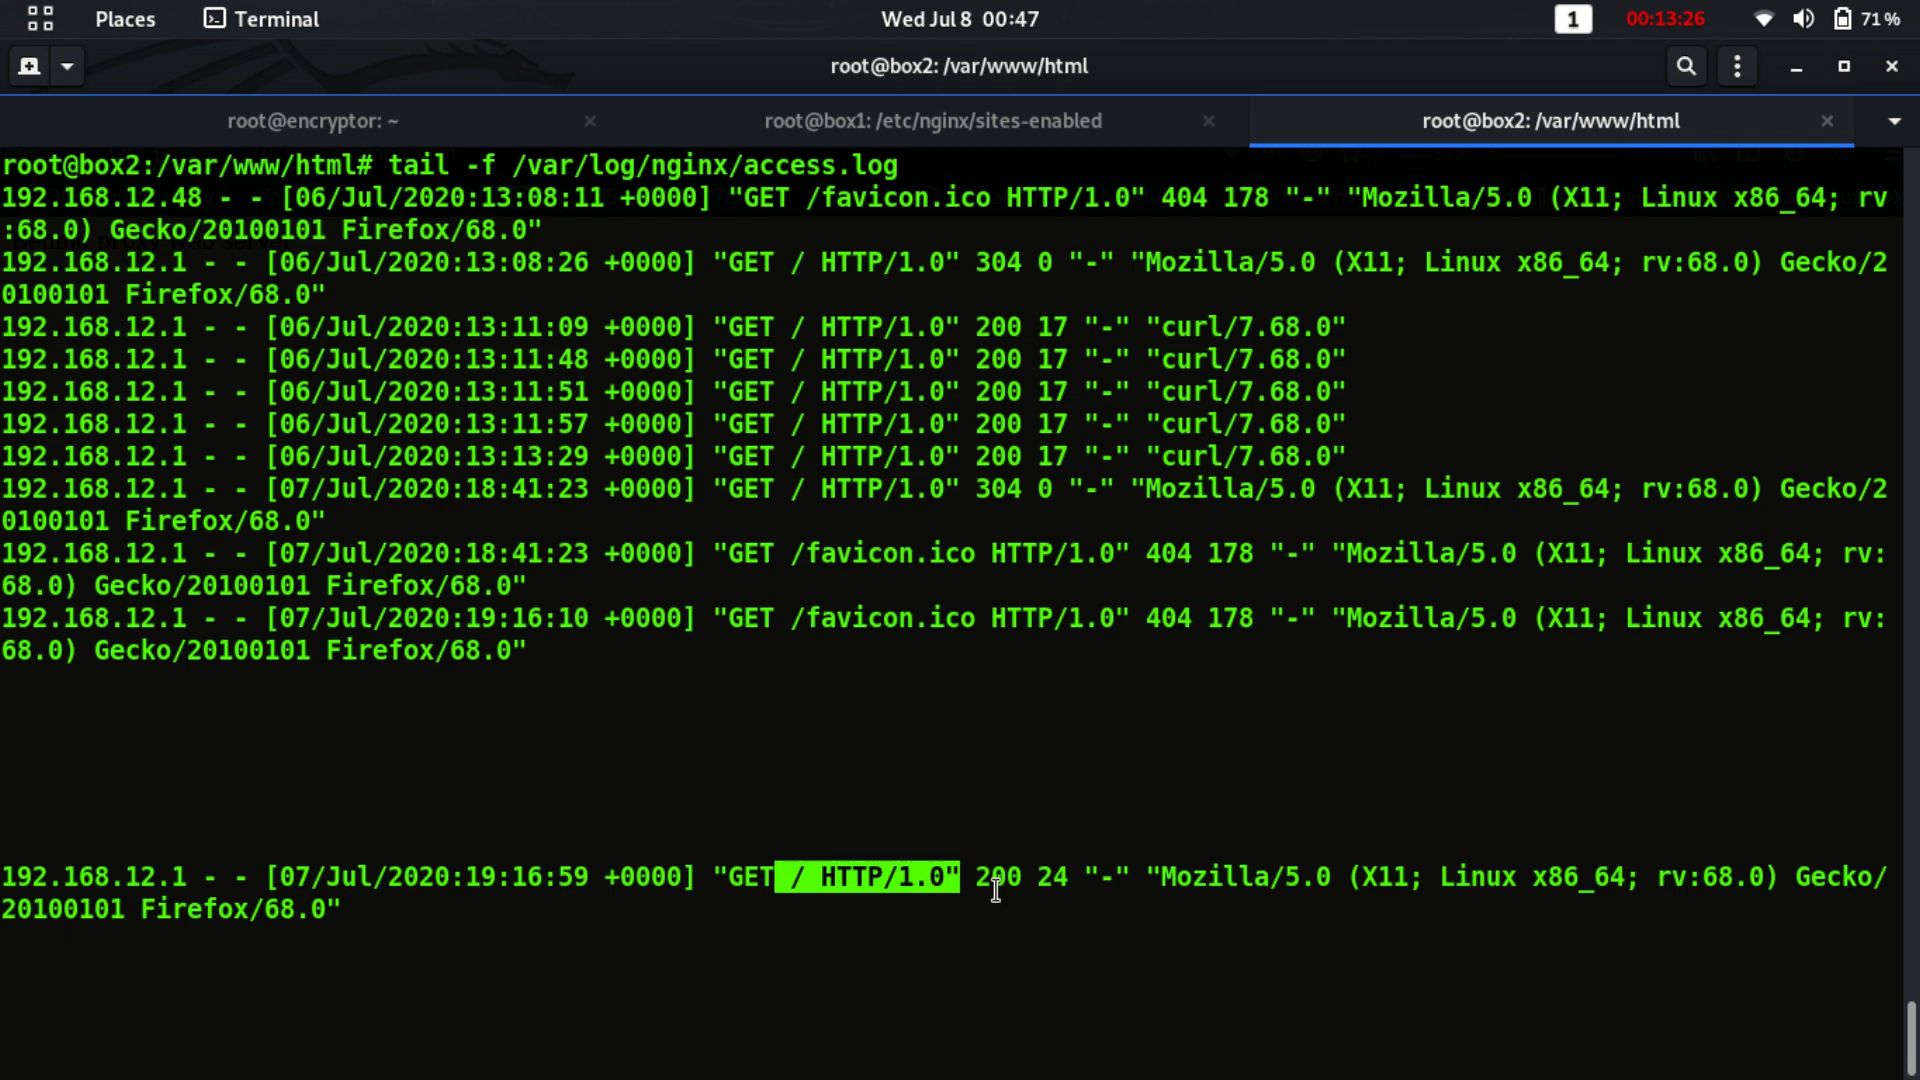 Places Terminal Wed Jul 8 00:47 1 00:13:26 71%
root@box2: /var/www/html
root@encryptor: ~ root@box1: /etc/nginx/sites-enabled root@box2: /var/www/html
root@box2:/var/www/html# tail -f /var/log/nginx/access.log
192.168.12.48 - - [06/Jul/2020:13:08:11 +0000] "GET /favicon.ico HTTP/1.0" 404 178 "-" "Mozilla/5.0 (X11; Linux x86_64; rv
:68.0) Gecko/20100101 Firefox/68.0"
192.168.12.1 - - [06/Jul/2020:13:08:26 +0000] "GET / HTTP/1.0" 304 0 "-" "Mozilla/5.0 (X11; Linux x86_64; rv:68.0) Gecko/2
0100101 Firefox/68.0"
192.168.12.1 - - [06/Jul/2020:13:11:09 +0000] "GET / HTTP/1.0" 200 17 "-" "curl/7.68.0"
192.168.12.1 - - [06/Jul/2020:13:11:48 +0000] "GET / HTTP/1.0" 200 17 "-" "curl/7.68.0"
192.168.12.1 - - [06/Jul/2020:13:11:51 +0000] "GET / HTTP/1.0" 200 17 "-" "curl/7.68.0"
192.168.12.1 - - [06/Jul/2020:13:11:57 +0000] "GET / HTTP/1.0" 200 17 "-" "curl/7.68.0"
192.168.12.1 - - [06/Jul/2020:13:13:29 +0000] "GET / HTTP/1.0" 200 17 "-" "curl/7.68.0"
192.168.12.1 - - [07/Jul/2020:18:41:23 +0000] "GET / HTTP/1.0" 304 0 "-" "Mozilla/5.0 (X11; Linux x86_64; rv:68.0) Gecko/2
0100101 Firefox/68.0"
192.168.12.1 - - [07/Jul/2020:18:41:23 +0000] "GET /favicon.ico HTTP/1.0" 404 178 "-" "Mozilla/5.0 (X11; Linux x86_64; rv:
68.0) Gecko/20100101 Firefox/68.0"
192.168.12.1 - - [07/Jul/2020:19:16:10 +0000] "GET /favicon.ico HTTP/1.0" 404 178 "-" "Mozilla/5.0 (X11; Linux x86_64; rv:
68.0) Gecko/20100101 Firefox/68.0"
192.168.12.1 - - [07/Jul/2020:19:16:59 +0000] "GET / HTTP/1.0" 200 24 "-" "Mozilla/5.0 (X11; Linux x86_64; rv:68.0) Gecko/
20100101 Firefox/68.0"